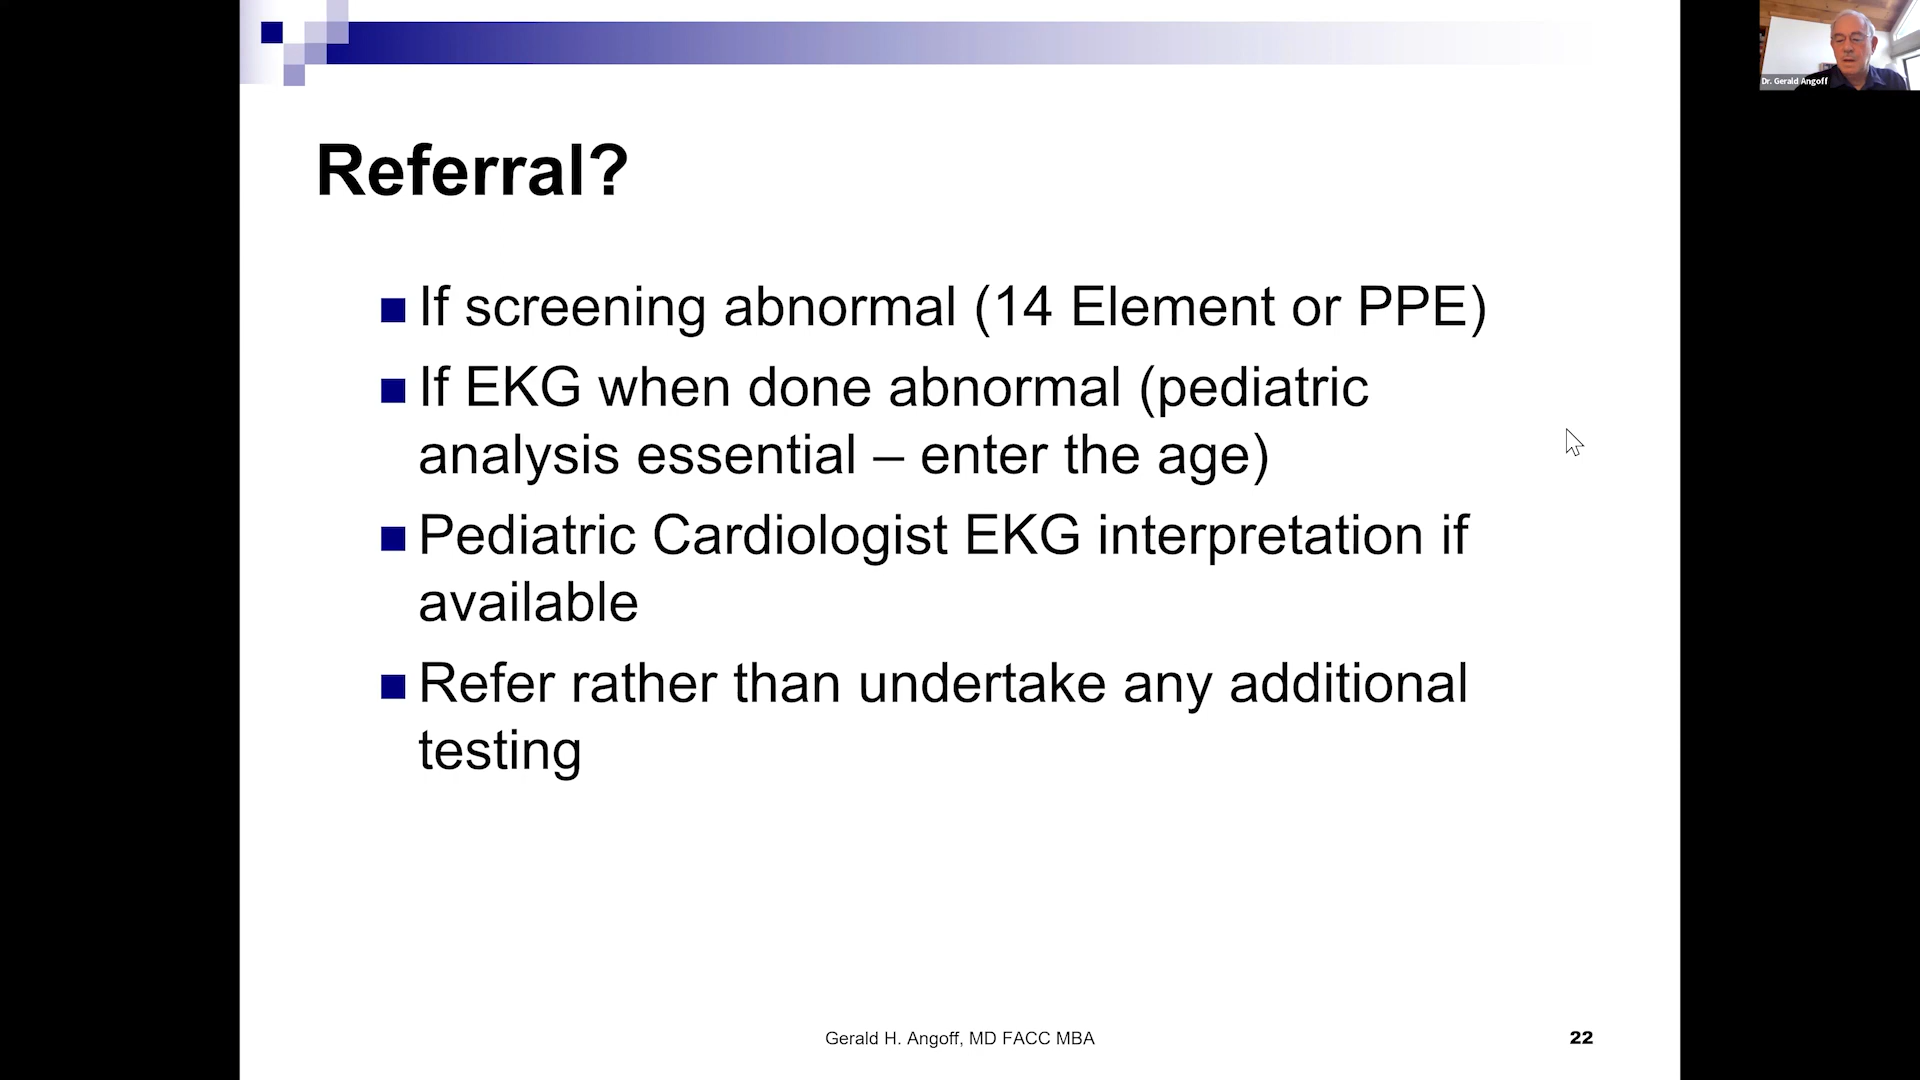 Dr. Gerald Angoff
Referral?
If screening abnormal (14 Element or PPE)
If EKG when done abnormal (pediatric
analysis essential – enter the age)
Pediatric Cardiologist EKG interpretation if
available
Refer rather than undertake any additional
testing
Gerald H. Angoff, MD FACC MBA
22